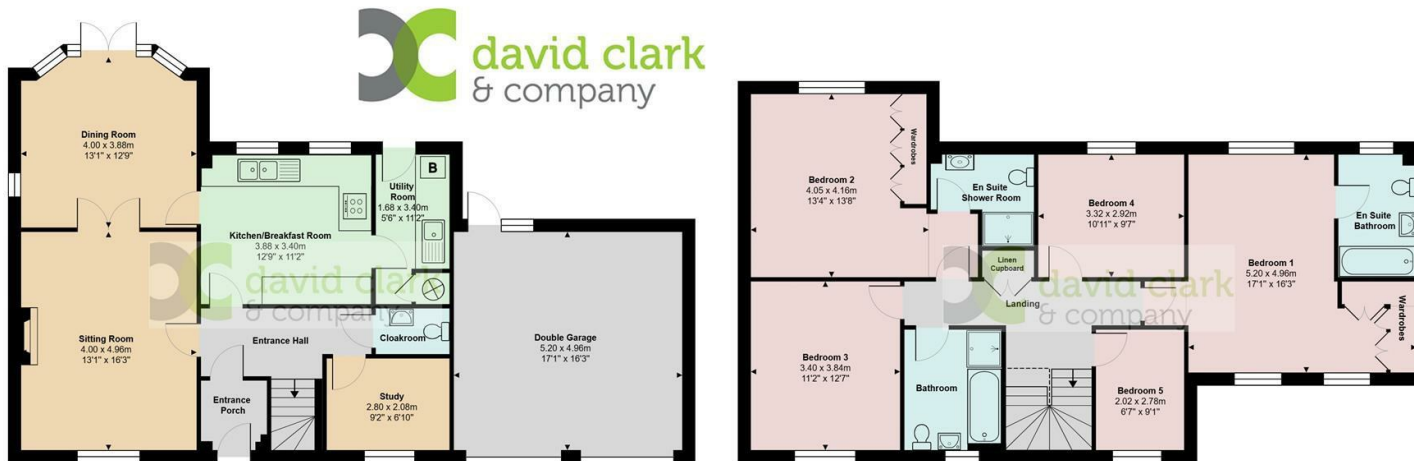 david clark
& company
Dining Room
4.00 x 3.88m
13'1" x 12'9"
B
Utility
Room
1.68 x 3.40m
5'6" x 11'2"
Kitchen/Breakfast Room
3.88 x 3.40m
12'9" x 11'2"
david clark
& company
Sitting Room
4.00 x 4.96m
13'1" x 16'3"
Entrance Hall
Cloakroom
Double Garage
5.20 x 4.96m
17'1" x 16'3"
Entrance
Porch
Study
2.80 x 2.08m
9'2" x 6'10"
Wardrobes
Bedroom 2
4.05 x 4.16m
13'4" x 13'8"
En Suite
Shower Room
Bedroom 4
3.32 x 2.92m
10'11" x 9'7"
En Suite
Bathroom
Linen
Cupboard
Bedroom 1
5.20 x 4.96m
17'1" x 16'3"
Landing
david clark
& company
Wardrobes
Bedroom 3
3.40 x 3.84m
11'2" x 12'7"
Bathroom
Bedroom 5
2.02 x 2.78m
6'7" x 9'1"